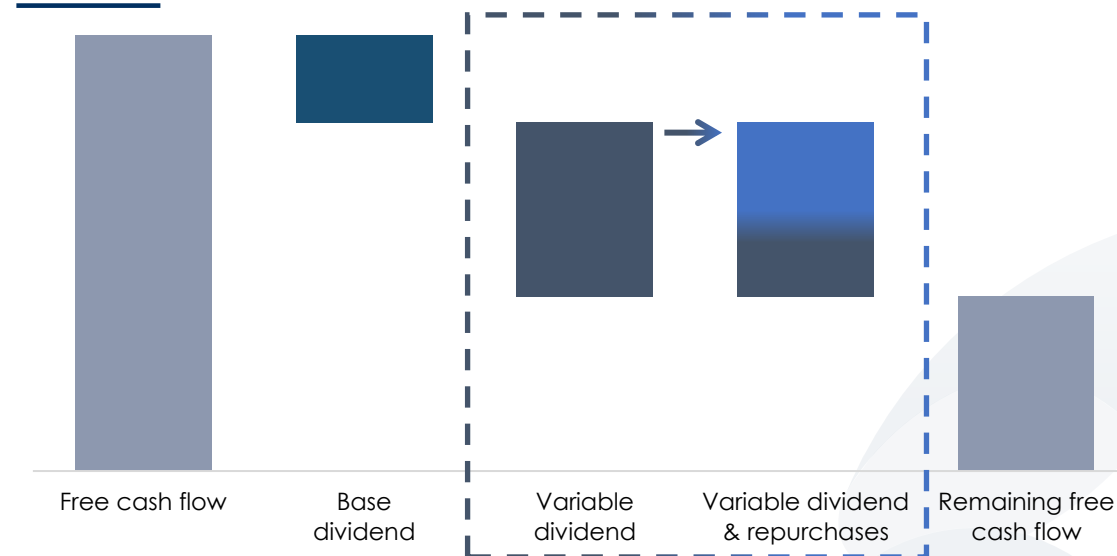 Free cash flow
Base
dividend
Variable
dividend
Variable dividend
& repurchases
Remaining free
cash flow